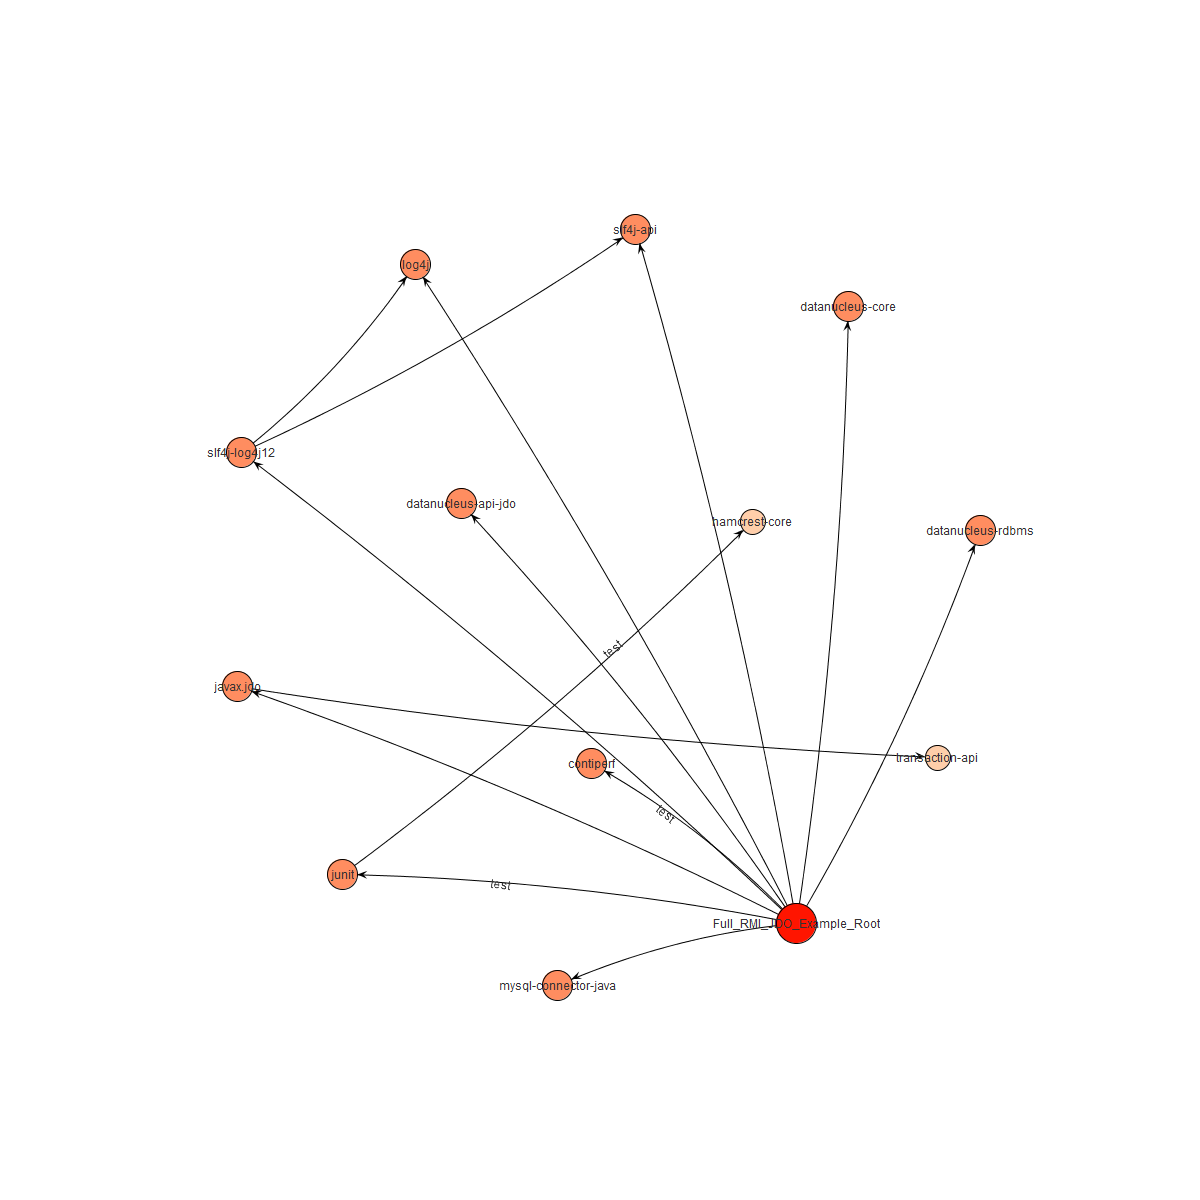 slf4j-api
log4j
datanucleus-core
slf4j-log4j12
datanucleus-api-jdo
hamcrest-core
datanucleus-rdbms
test
javax.jdo
transaction-api
contiperf
test
junit
test
Full_RMI_JDO_Example_Root
mysql-connector-java